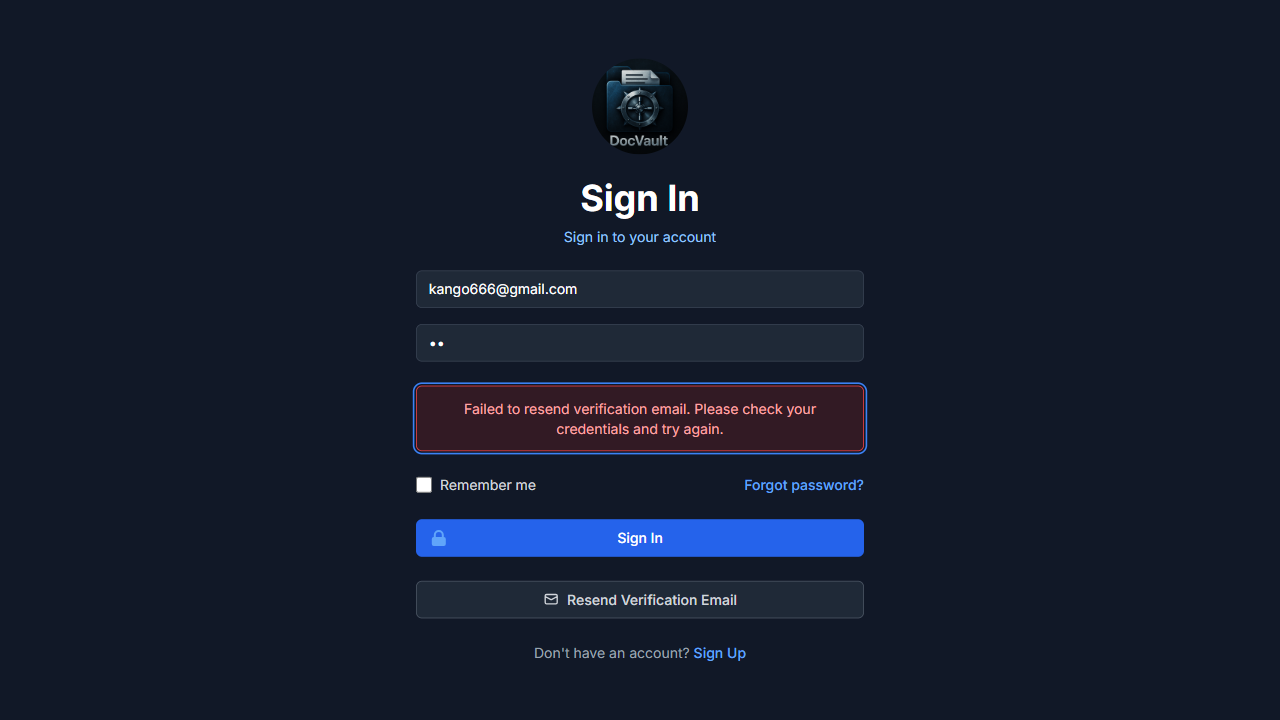 DocVault
Sign In
Sign in to your account
kango666@gmail.com
••
Failed to resend verification email. Please check your
credentials and try again.
Remember me
Forgot password?
Sign In
Resend Verification Email
Don't have an account? Sign Up